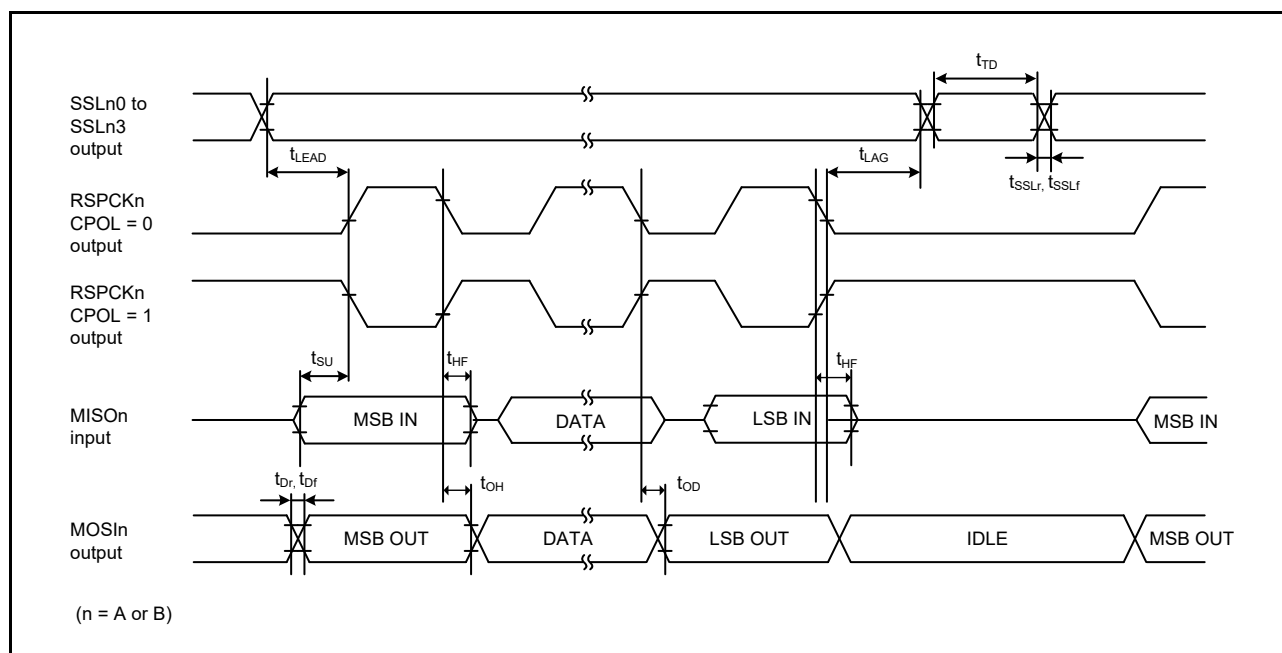 tTD
SSLn0 to
SSLn3
output
tLEAD
tLAG
tSSLr, tSSLf
RSPCKn
CPOL = 0
output
RSPCKn
CPOL = 1
output
tSU
tHF
tHF
MISOn
input
MSB IN
DATA
LSB IN
MSB IN
tDr, tDf
tOH
tOD
MOSIn
output
MSB OUT
DATA
LSB OUT
IDLE
MSB OUT
(n = A or B)